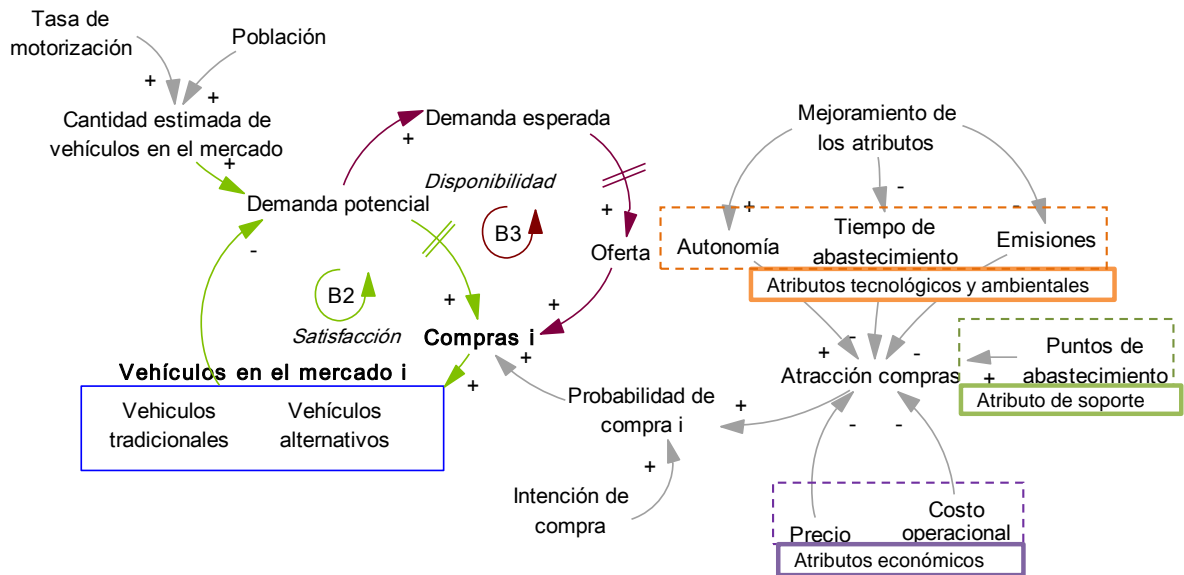 Tasa de
motorización
Población
+
+
Cantidad estimada de
vehículos en el mercado
+
Demanda potencial
+
Demanda esperada
Disponibilidad
B3
+
Oferta
-
B2
Satisfacción
+
+
Compras i
+
+
Vehículos en el mercado i
Vehiculos
tradicionales
Vehículos
alternativos
Mejoramiento de
los atributos
+
-
-
Autonomía
Tiempo de
abastecimiento
Emisiones
Atributos tecnológicos y ambientales
+
-
-
Atracción compras
+
Puntos de
abastecimiento
Atributo de soporte
Probabilidad de
compra i
+
+
Intención de
compra
-
-
Precio
Costo
operacional
Atributos económicos